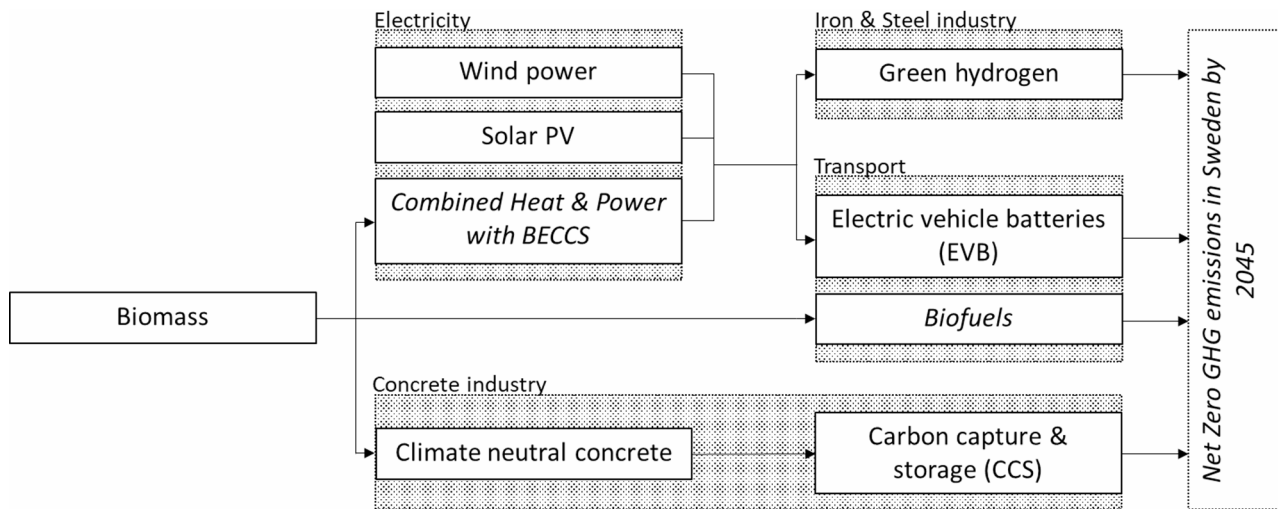 Electricity
Wind power
Solar PV
Combined Heat & Power
with BECCS
Biomass
Iron & Steel industry
Green hydrogen
Transport
Electric vehicle batteries
(EVB)
Biofuels
Concrete industry
Climate neutral concrete
Carbon capture &
storage (CCS)
Net Zero GHG emissions in Sweden by
2045